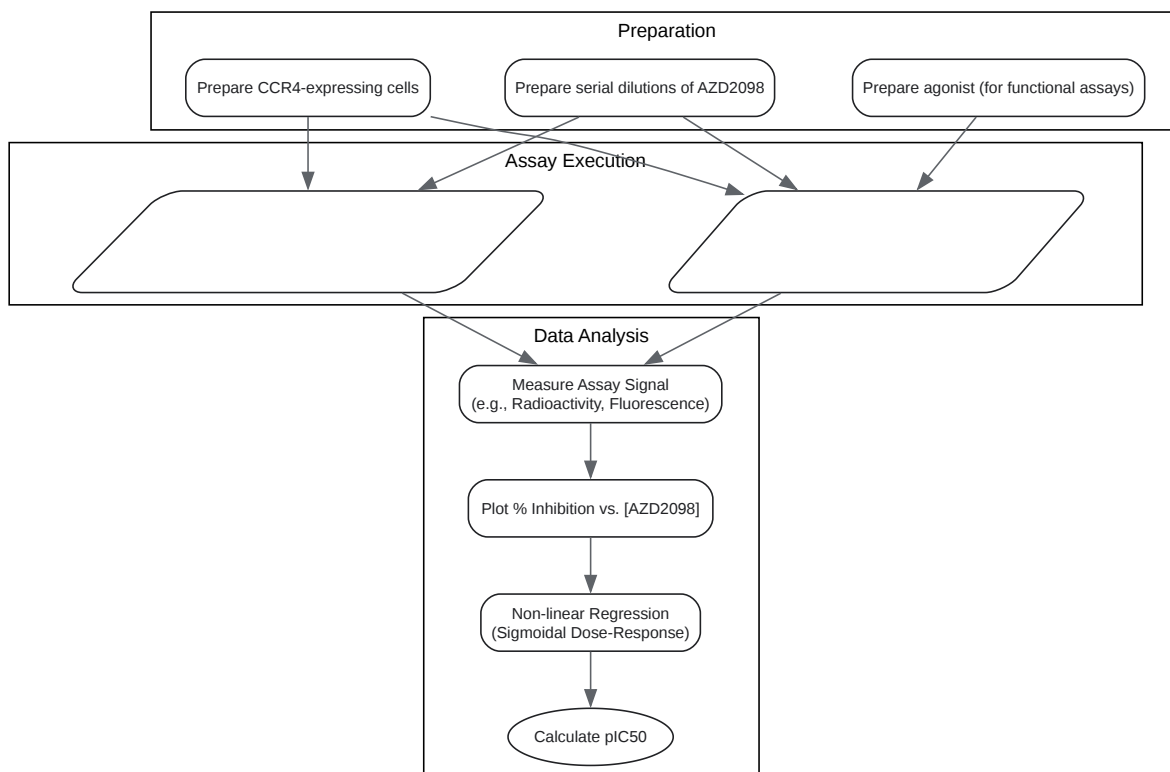 Preparation
Prepare CCR4-expressing cells
Prepare serial dilutions of AZD2098
Prepare agonist (for functional assays)
Assay Execution
Data Analysis
Measure Assay Signal
(e.g., Radioactivity, Fluorescence)
Plot % Inhibition vs. [AZD2098]
Non-linear Regression
(Sigmoidal Dose-Response)
Calculate pIC50